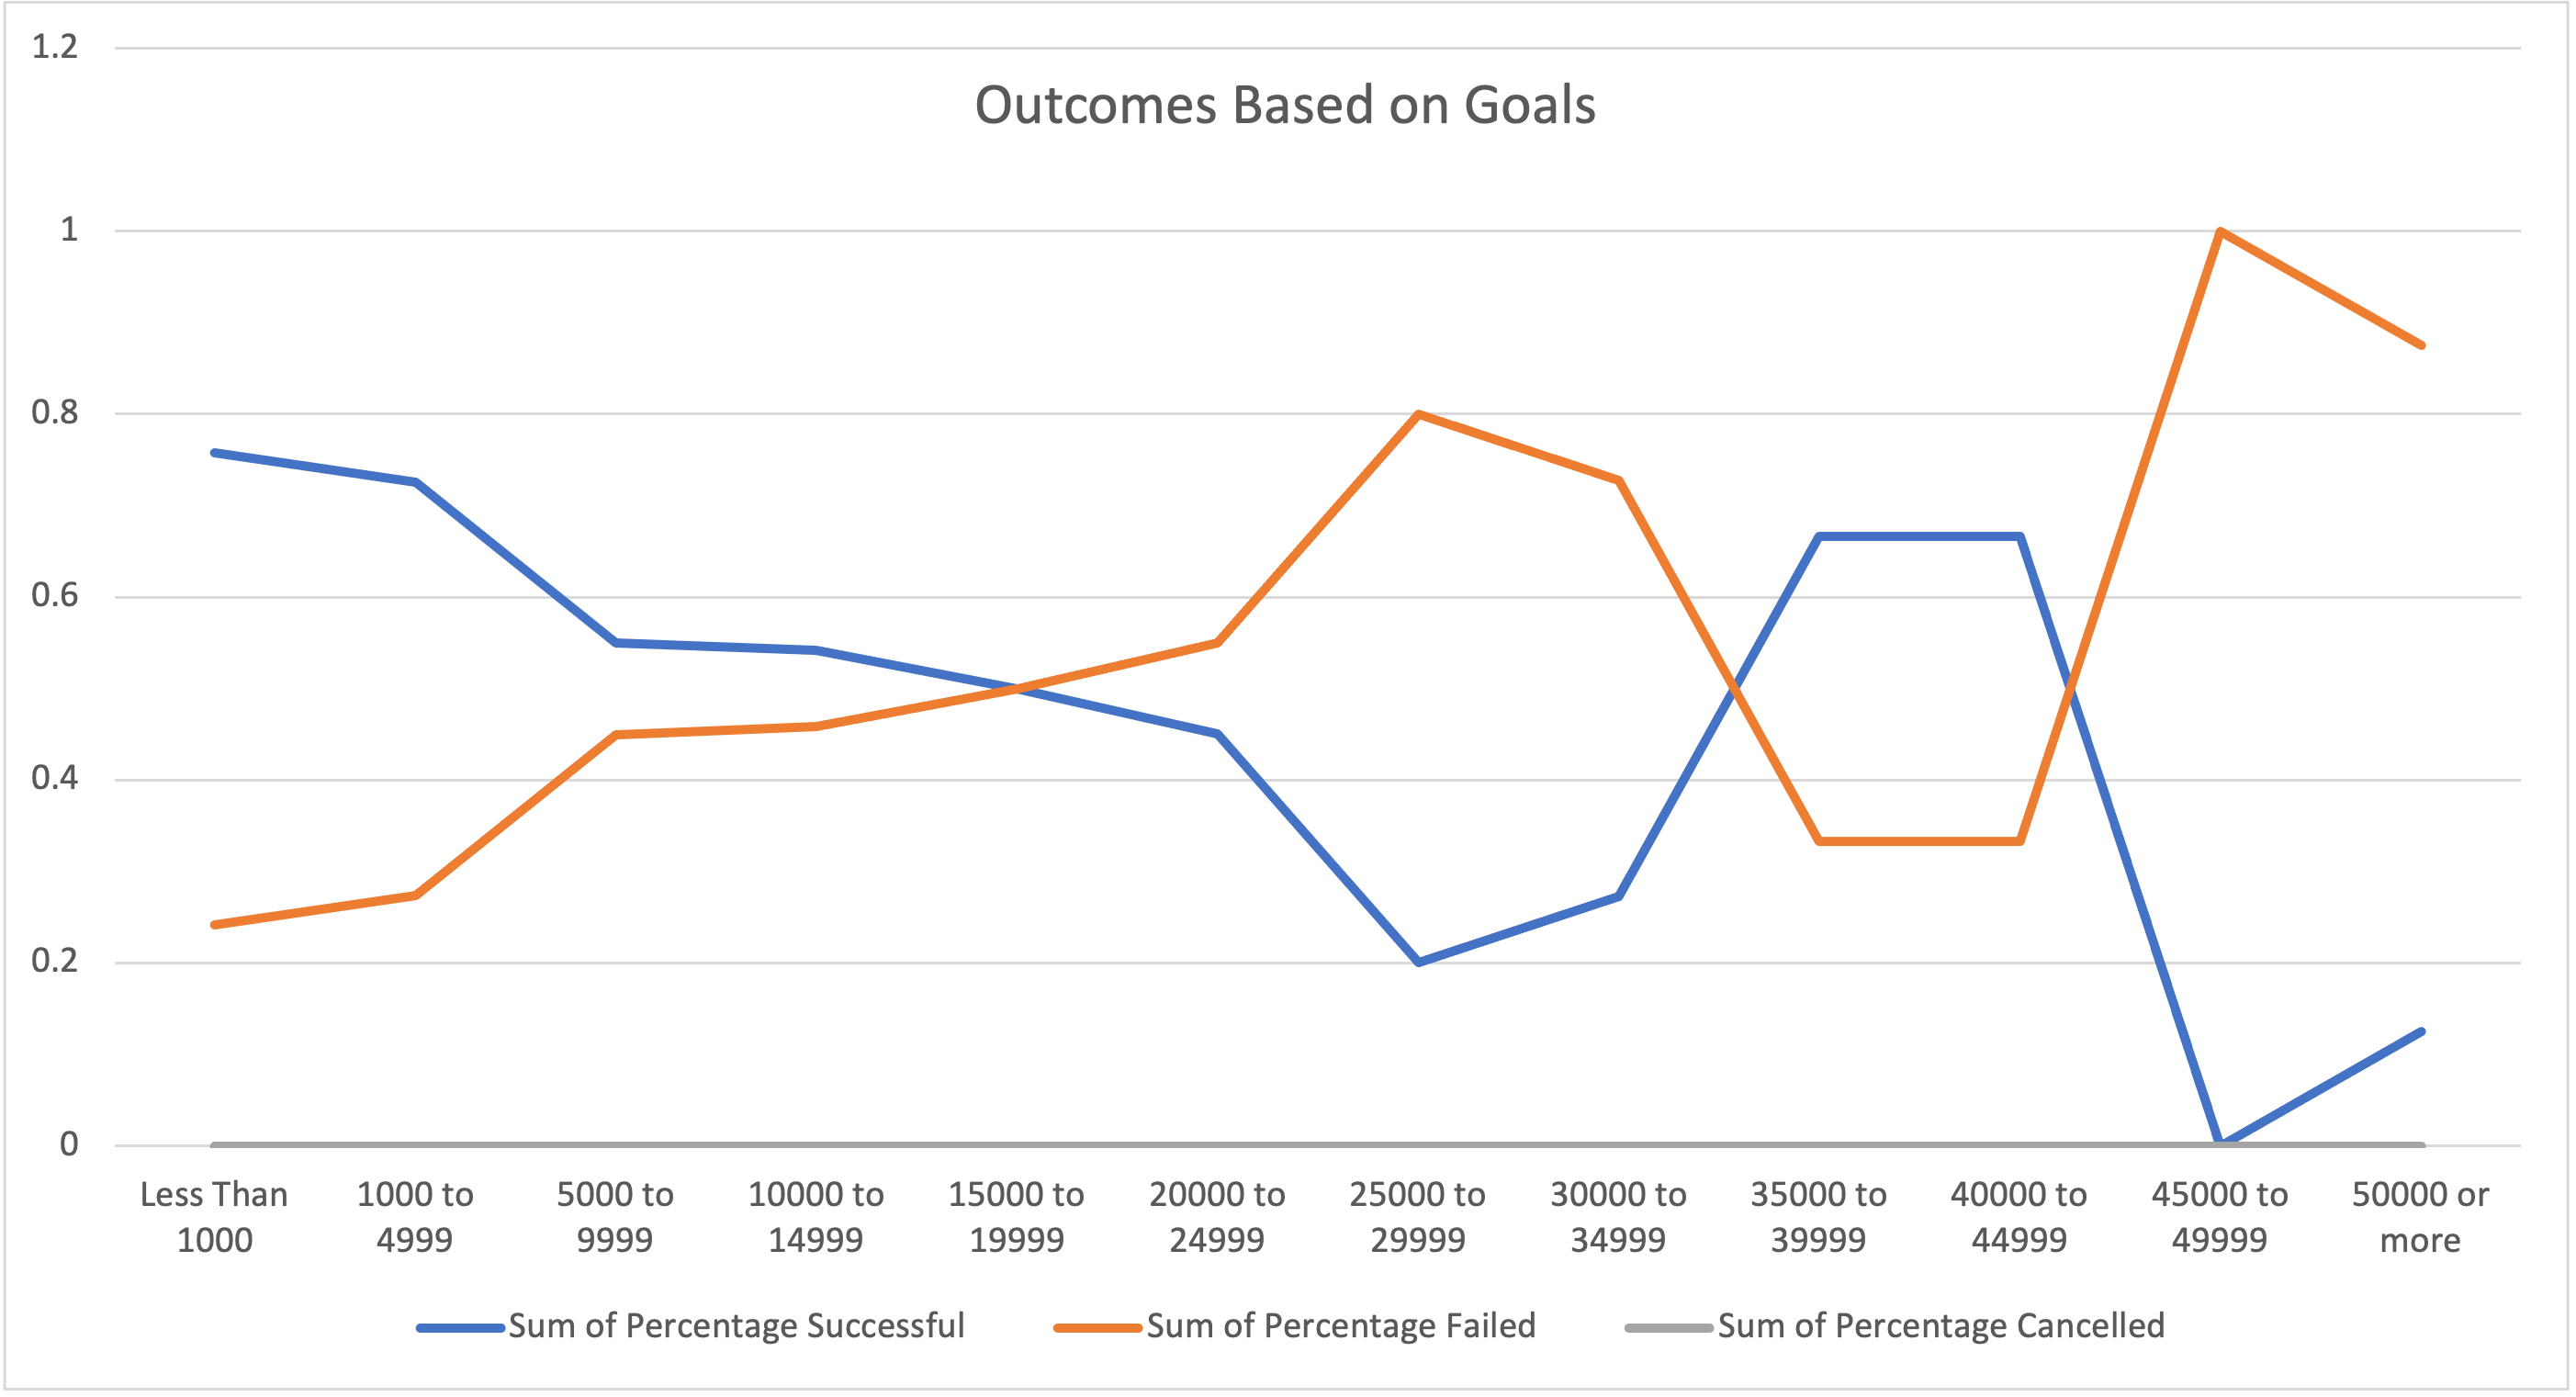 Outcomes Based on Goals
1.2
1
0.8
0.6
0.4
0.2
0
Less Than 1000
1000 to 4999
5000 to 9999
10000 to 14999
15000 to 19999
20000 to 24999
25000 to 29999
30000 to 34999
35000 to 39999
40000 to 44999
45000 to 49999
50000 or more
Sum of Percentage Successful
Sum of Percentage Failed
Sum of Percentage Cancelled